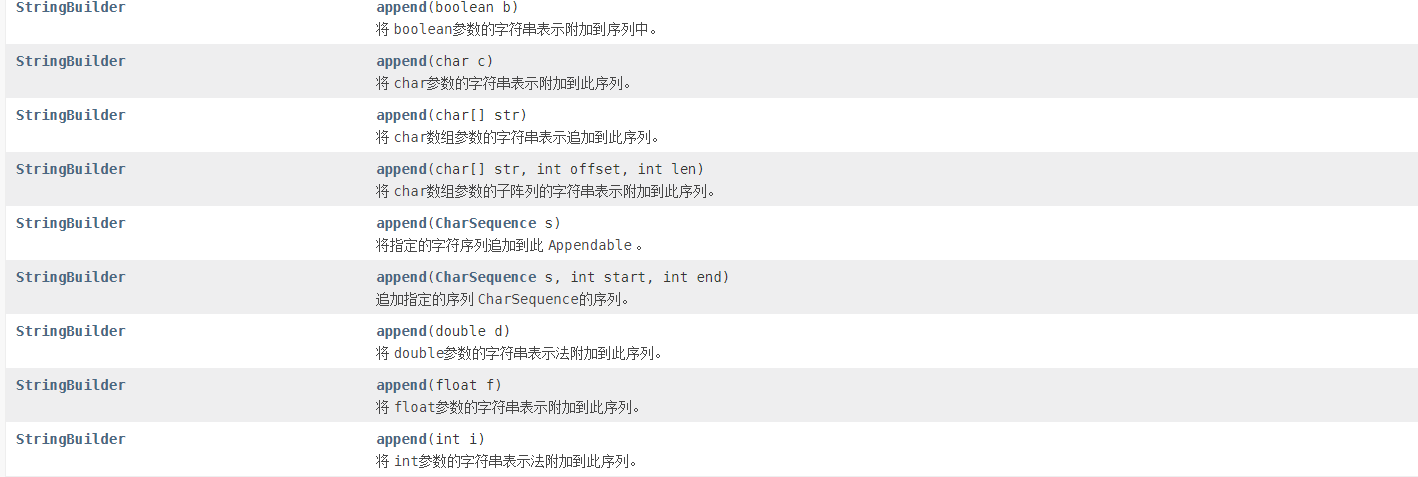 StringBuilder append(boolean b)
将 boolean参数的字符串表示附加到序列中。
StringBuilder append(char c)
将 char参数的字符串表示附加到此序列。
StringBuilder append(char[] str)
将 char数组参数的字符串表示追加到此序列。
StringBuilder append(char[] str, int offset, int len)
将 char数组参数的子阵列的字符串表示附加到此序列。
StringBuilder append(CharSequence s)
将指定的字符序列追加到此 Appendable 。
StringBuilder append(CharSequence s, int start, int end)
追加指定的序列 CharSequence的序列。
StringBuilder append(double d)
将 double参数的字符串表示法附加到此序列。
StringBuilder append(float f)
将 float参数的字符串表示附加到此序列。
StringBuilder append(int i)
将 int参数的字符串表示法附加到此序列。